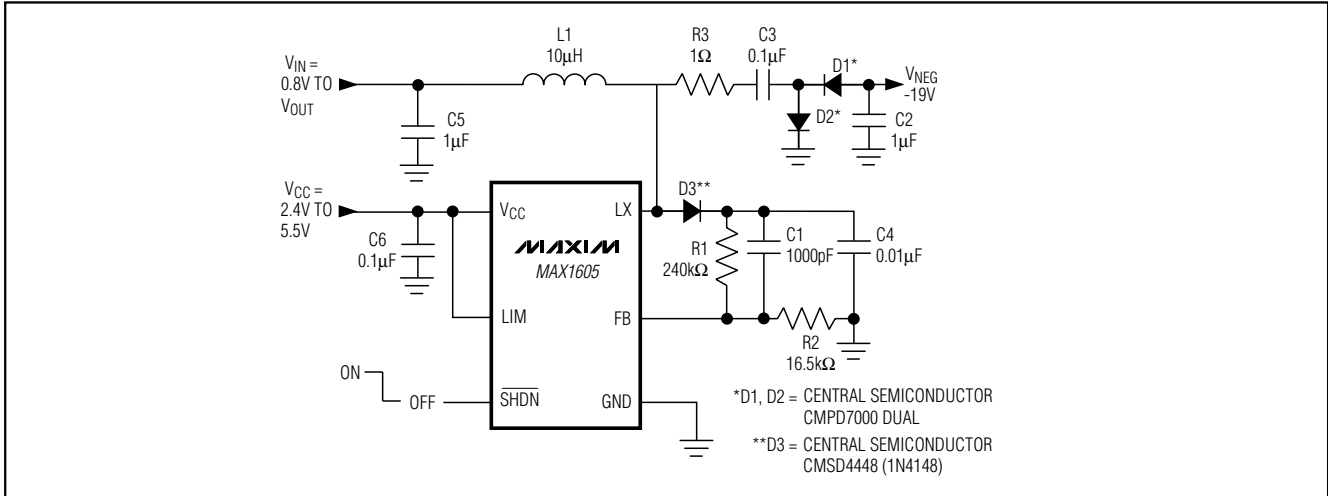 V_IN =
0.8V TO
V_OUT
L1
10µH
R3
1Ω
C3
0.1µF
D1*
V_NEG
-19V
C5
1µF
D2*
C2
1µF
V_CC =
2.4V TO
5.5V
C6
0.1µF
V_CC
LX
MAXIM
MAX1605
LIM
FB
SHDN
GND
D3**
R1
240kΩ
C1
1000pF
C4
0.01µF
R2
16.5kΩ
ON
OFF
*D1, D2 = CENTRAL SEMICONDUCTOR
CMPD7000 DUAL
**D3 = CENTRAL SEMICONDUCTOR
CMSD4448 (1N4148)